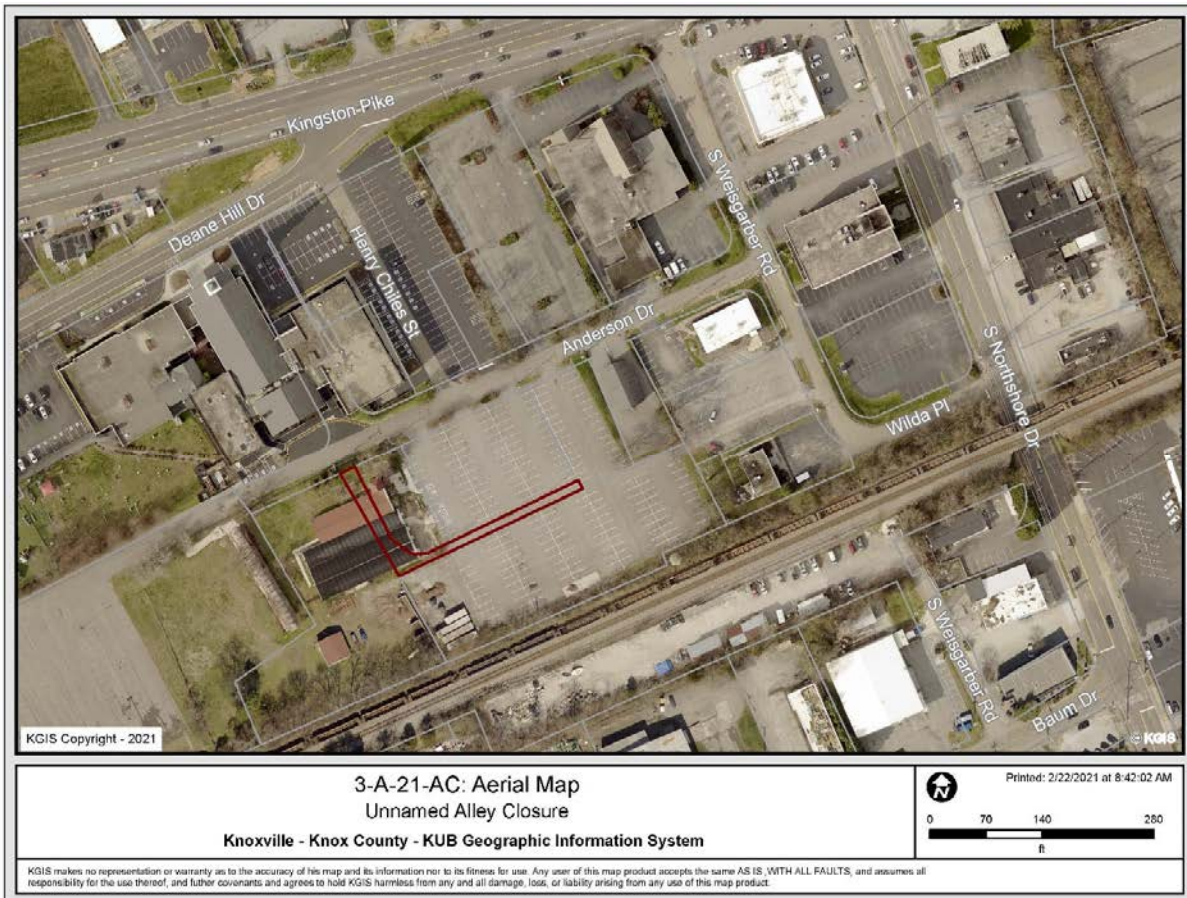 Kingston-Pike
Deane Hill Dr
Henry Chiles St
S Weisgarber Rd
Anderson Dr
S Northshore Dr
Wilda Pl
S Weisgarber Rd
Baum Dr
KGIS Copyright - 2021
© KGIS
3-A-21-AC: Aerial Map
Unnamed Alley Closure
Knoxville - Knox County - KUB Geographic Information System
N
Printed: 2/22/2021 at 8:42:02 AM
0 70 140 280
ft
KGIS makes no representation or warranty as to the accuracy of his map and its information nor to its fitness for use. Any user of this map product accepts the same AS IS ,WITH ALL FAULTS, and assumes all
responsibility for the use thereof, and futher covenants and agrees to hold KGIS harmless from any and all damage, loss, or liability arising from any use of this map product.